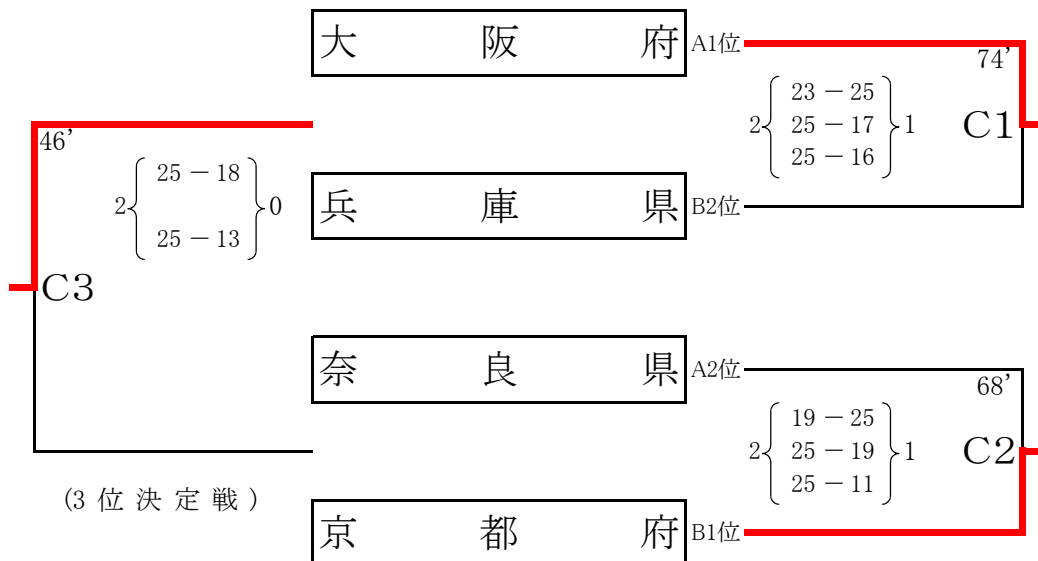 大阪府 A1位
74’
23 − 25
2 25 − 17 1 C1
25 − 16
46’
25 − 18
2 0
25 − 13
兵庫県 B2位
C3
奈良県 A2位
68’
19 − 25
2 25 − 19 1 C2
25 − 11
(3位決定戦)
京都府 B1位